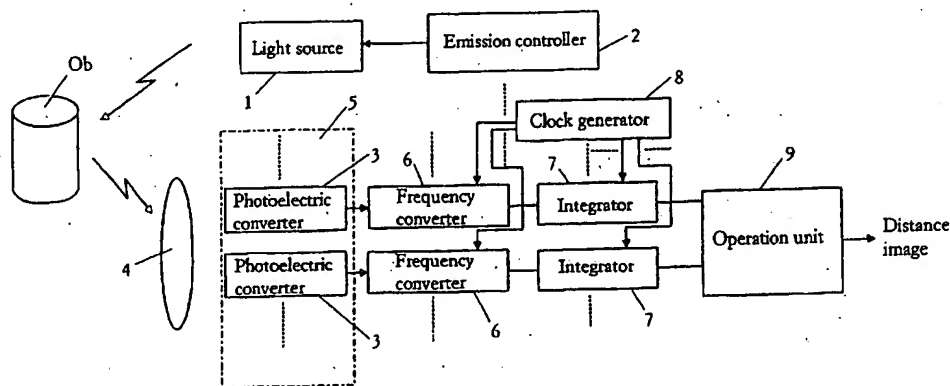 Ob
Light source
Emission controller
1
2
8
Clock generator
5
3
6
7
9
Photoelectric
converter
Frequency
converter
Integrator
Operation unit
Distance
image
4
Photoelectric
converter
Frequency
converter
Integrator
3
6
7